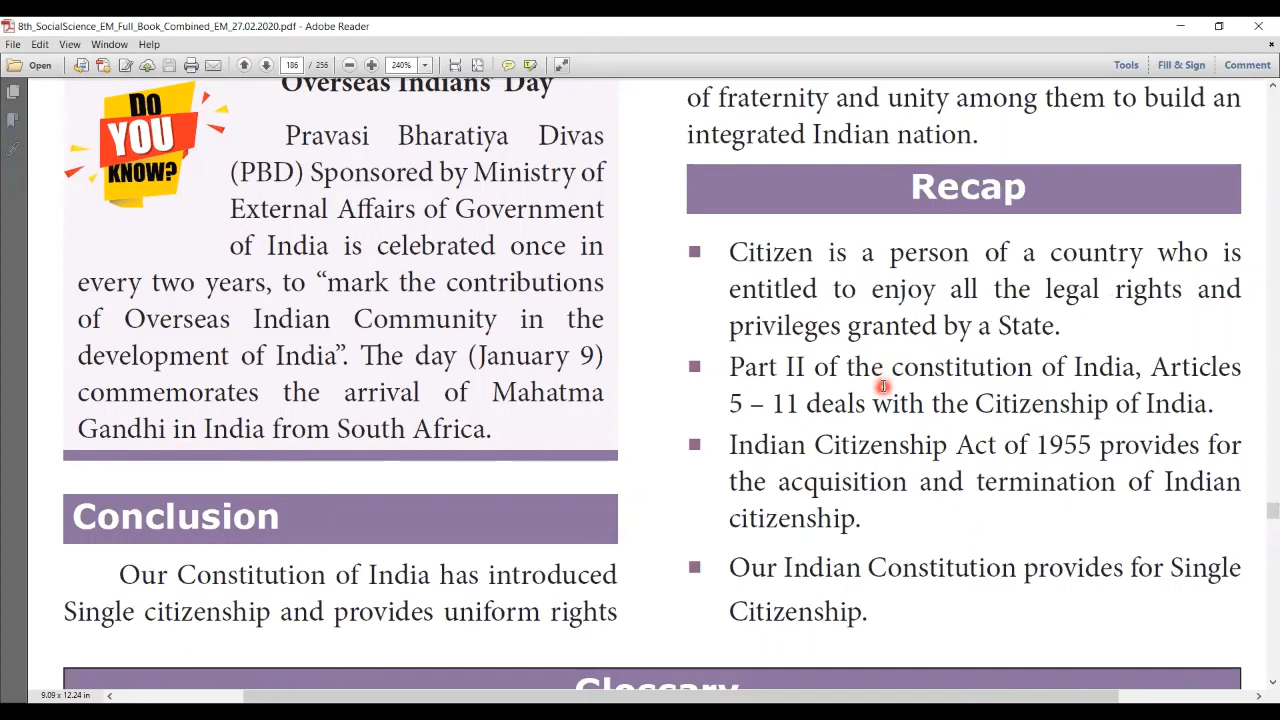 8th_SocialScience_EM_Full_Book_Combined_EM_27.02.2020.pdf - Adobe Reader
File Edit View Window Help
Open 186 / 256 240% Tools Fill & Sign Comment
Overseas Indians' Day
DO
YOU
KNOW?
Pravasi Bharatiya Divas
(PBD) Sponsored by Ministry of
External Affairs of Government
of India is celebrated once in
every two years, to “mark the contributions
of Overseas Indian Community in the
development of India”. The day (January 9)
commemorates the arrival of Mahatma
Gandhi in India from South Africa.
Conclusion
Our Constitution of India has introduced
Single citizenship and provides uniform rights
of fraternity and unity among them to build an
integrated Indian nation.
Recap
Citizen is a person of a country who is
entitled to enjoy all the legal rights and
privileges granted by a State.
Part II of the constitution of India, Articles
5 – 11 deals with the Citizenship of India.
Indian Citizenship Act of 1955 provides for
the acquisition and termination of Indian
citizenship.
Our Indian Constitution provides for Single
Citizenship.
Glossary
9.09 x 12.24 in